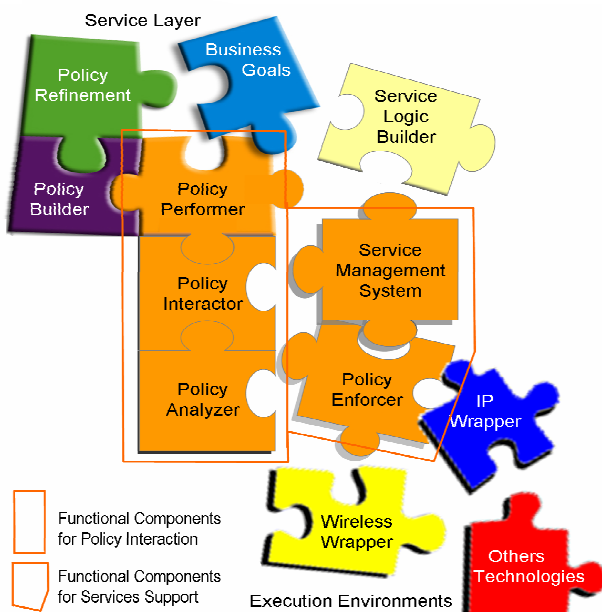 Service Layer
Business
Goals
Policy
Refinement
Service
Logic
Builder
Policy
Builder
Policy
Performer
Service
Management
System
Policy
Interactor
Policy
Analyzer
Policy
Enforcer
IP
Wrapper
Wireless
Wrapper
Others
Technologies
Functional Components
for Policy Interaction
Functional Components
for Services Support
Execution Environments